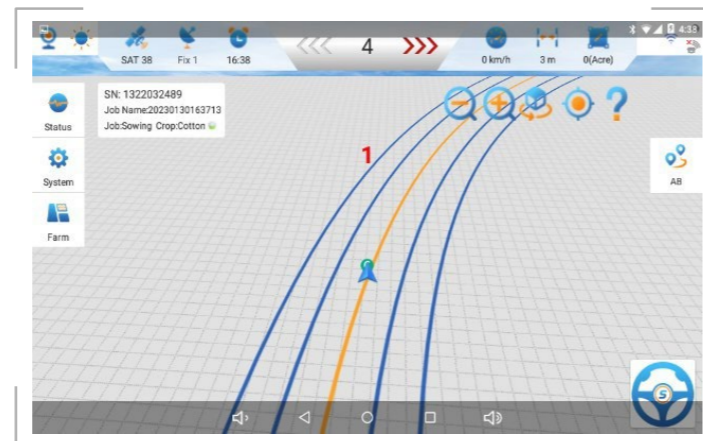 4:38
4
SAT 38
Fix 1
16:38
0 km/h
3 m
0(Acre)
SN: 1322032489
Job Name:20230130163713
Job:Sowing Crop:Cotton
Status
System
Farm
1
AB
?
S